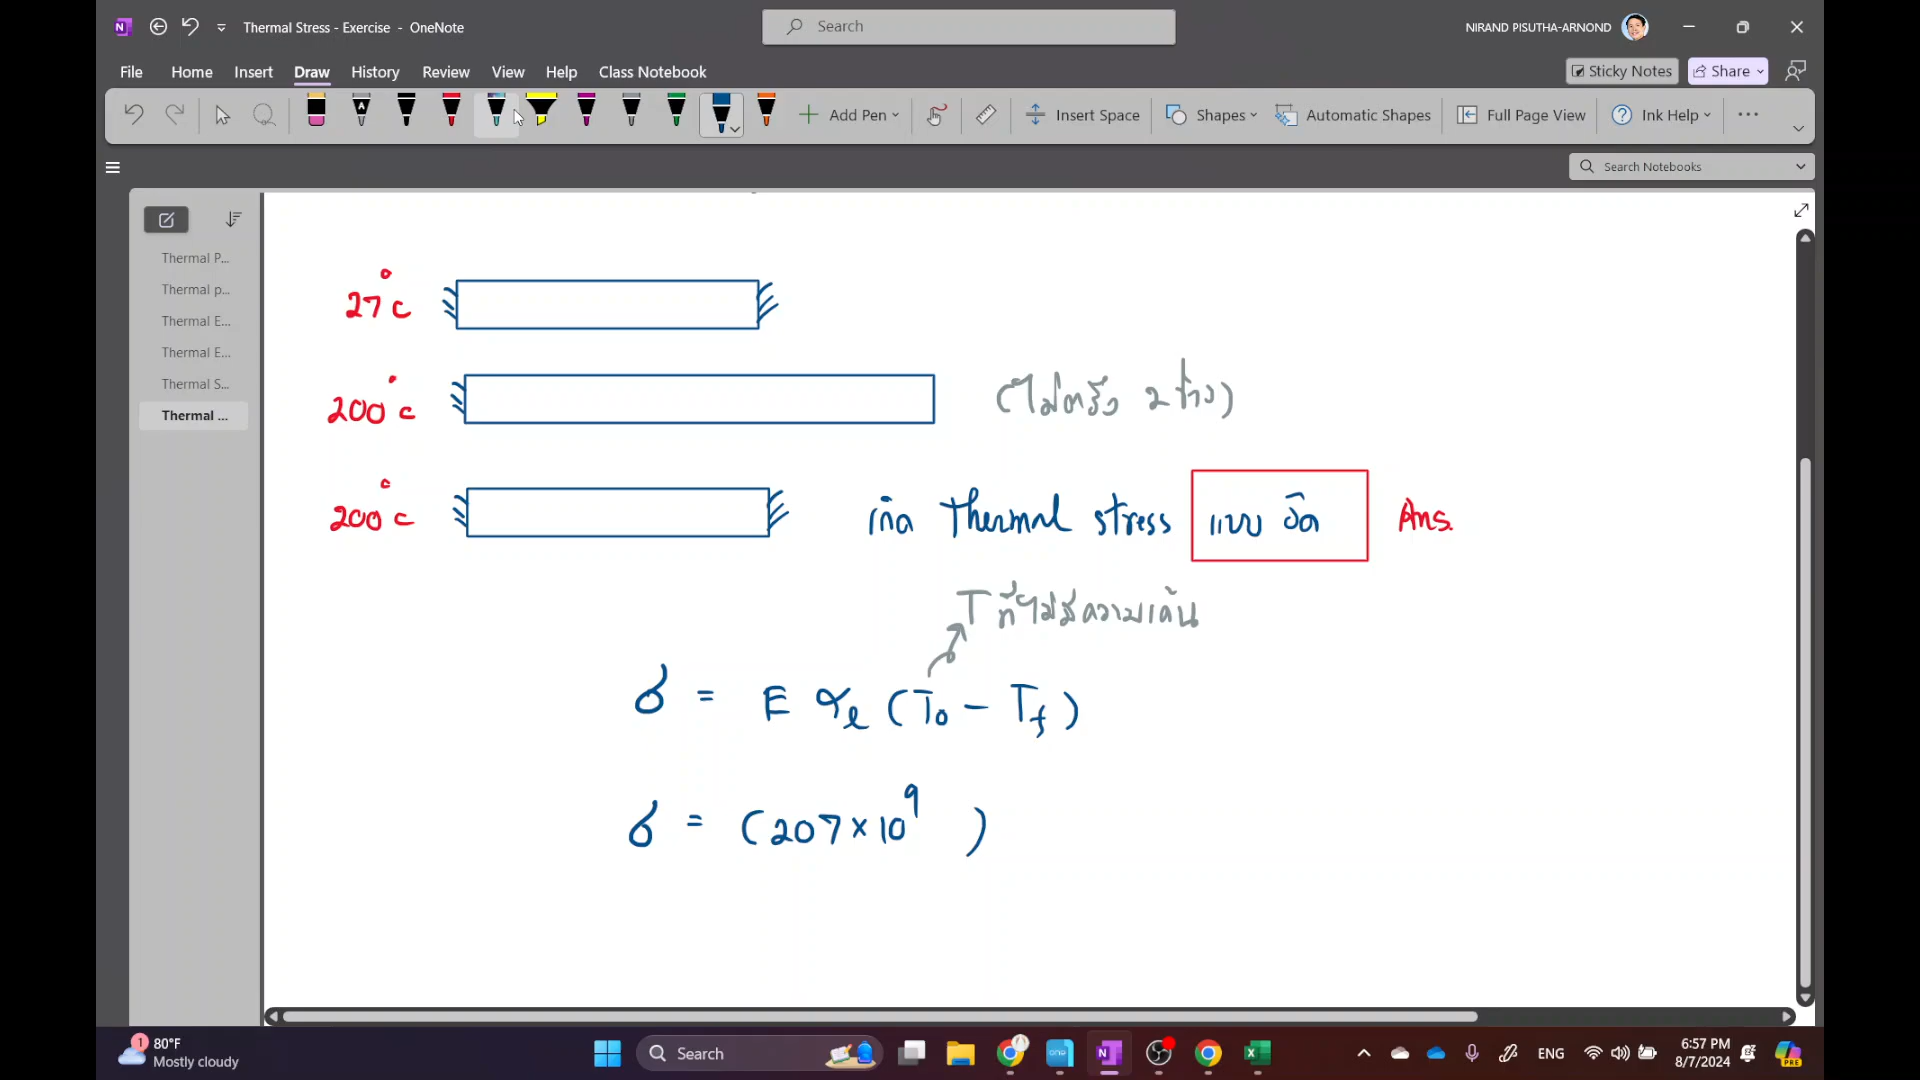 Thermal Stress - Exercise - OneNote
Search
NIRAND PISUTHA-ARNOND
File Home Insert Draw History Review View Help Class Notebook
Sticky Notes Share
Add Pen Insert Space Shapes Automatic Shapes Full Page View Ink Help
Search Notebooks
Thermal P...
Thermal p...
Thermal E...
Thermal E...
Thermal S...
Thermal ...
27°C
200°C (ไม่ตรึง 2 ข้าง)
200°C เกิด Thermal stress แบบ อัด Ans.
T ที่ไม่มีความเค้น
σ = E αℓ (T₀ - Tf)
σ = (207×10⁹ )
1 80°F
Mostly cloudy
Search
ENG
6:57 PM
8/7/2024